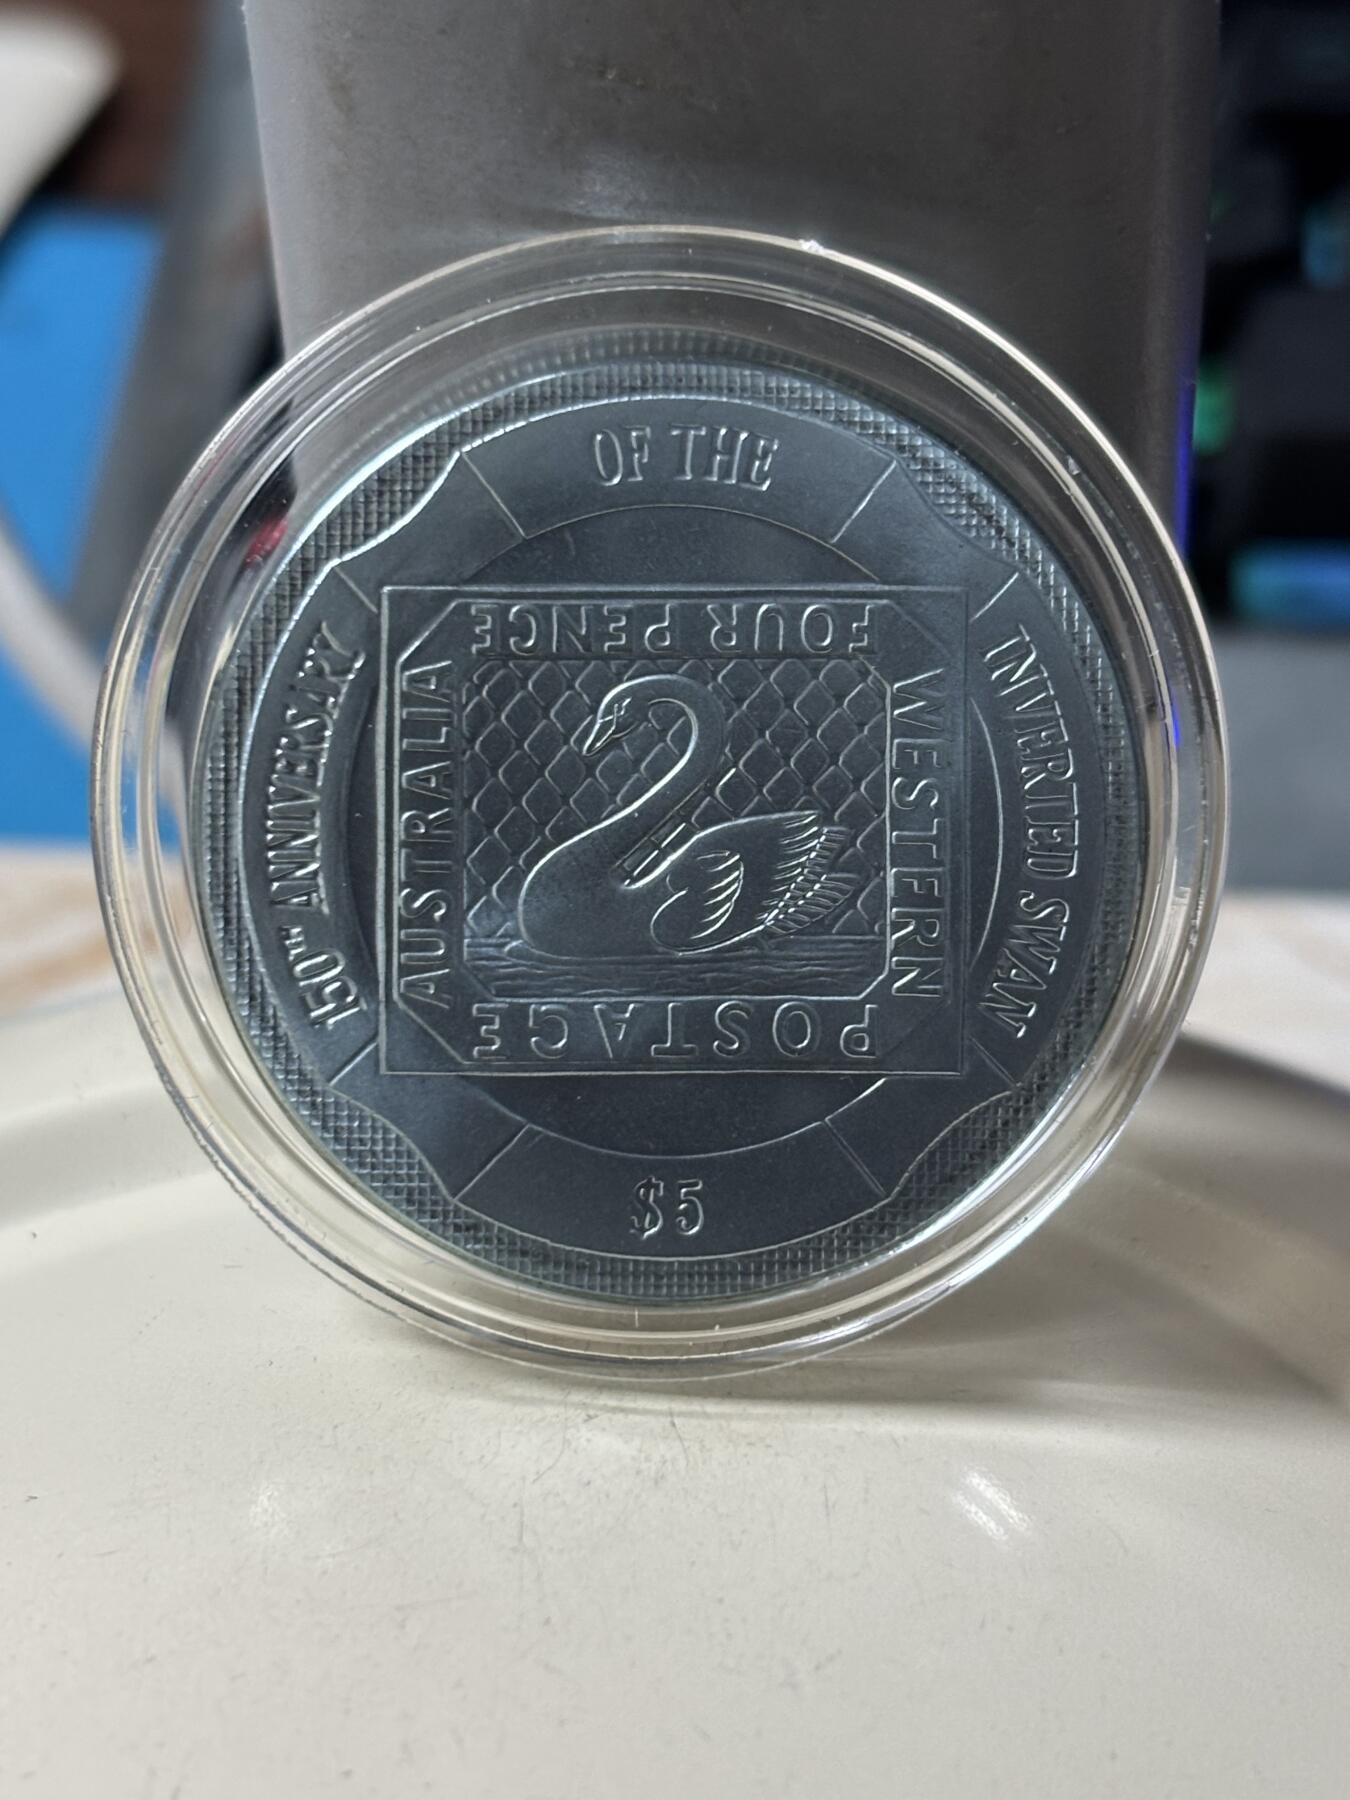 150TH ANNIVERSARY
OF THE
INVERTED SWAN
FOUR PENCE
AUSTRALIA
WESTERN
POSTAGE
$5